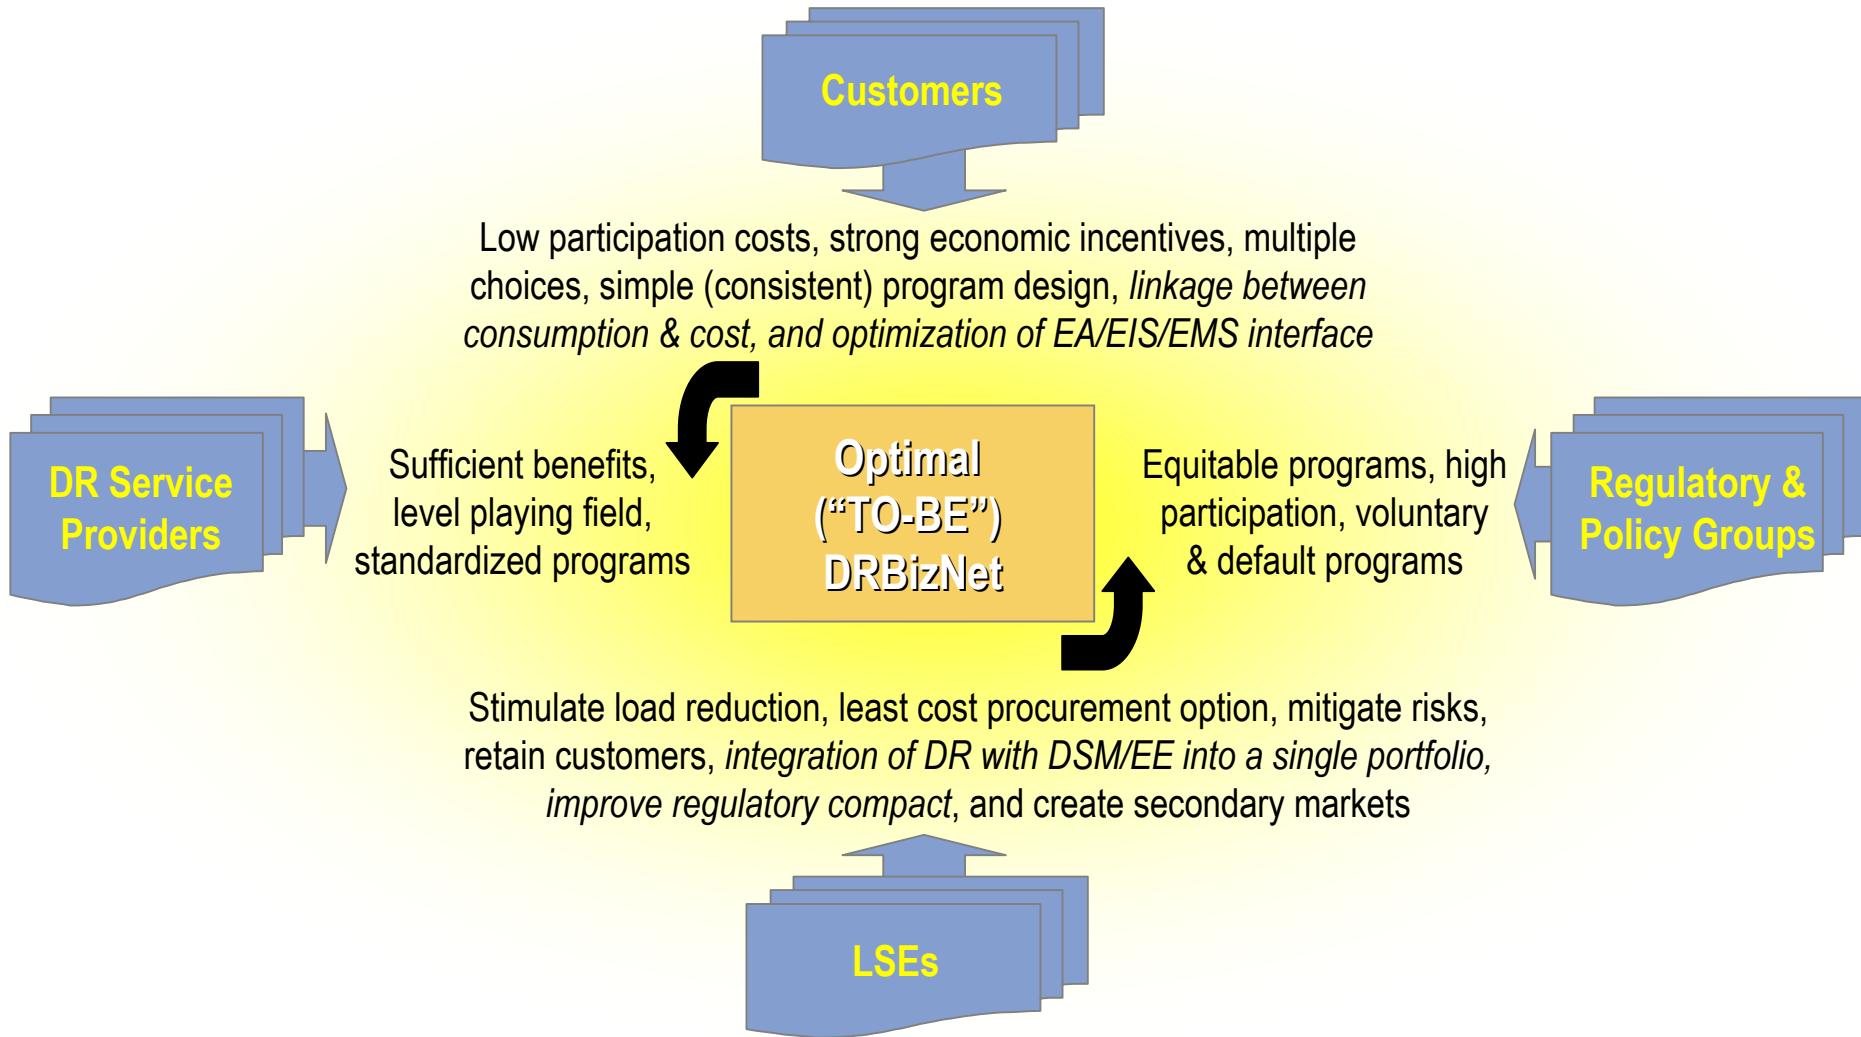 Customers
Low participation costs, strong economic incentives, multiple
choices, simple (consistent) program design, linkage between
consumption & cost, and optimization of EA/EIS/EMS interface
DR Service
Providers
Sufficient benefits,
level playing field,
standardized programs
Optimal
(“TO-BE”)
DRBizNet
Equitable programs, high
participation, voluntary
& default programs
Regulatory &
Policy Groups
Stimulate load reduction, least cost procurement option, mitigate risks,
retain customers, integration of DR with DSM/EE into a single portfolio,
improve regulatory compact, and create secondary markets
LSEs